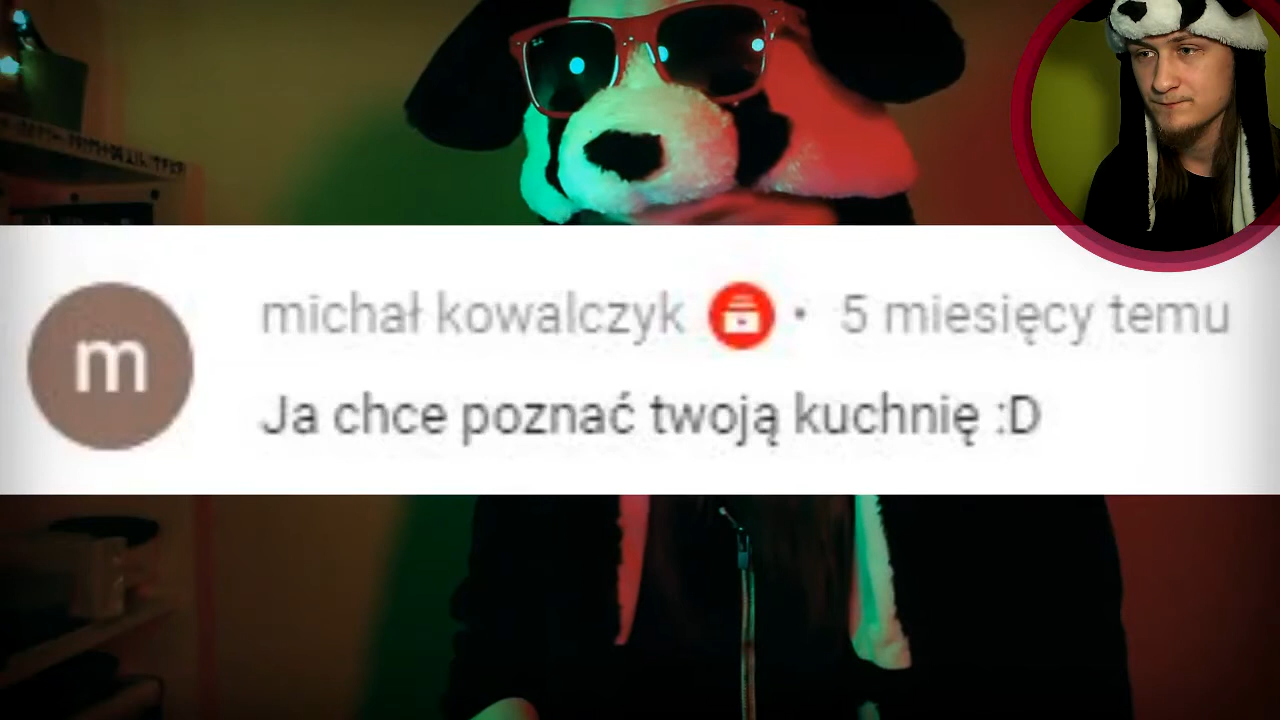 m
michał kowalczyk • 5 miesięcy temu
Ja chce poznać twoją kuchnię :D